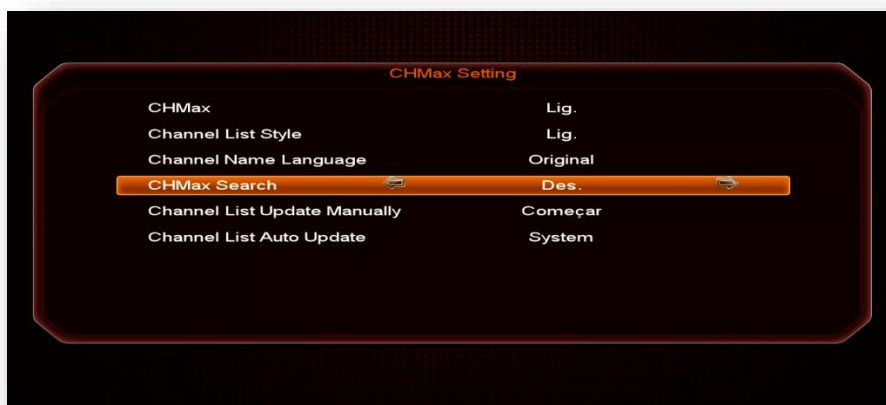 CHMax Setting
CHMax Lig.
Channel List Style Lig.
Channel Name Language Original
CHMax Search Des.
Channel List Update Manually Começar
Channel List Auto Update System